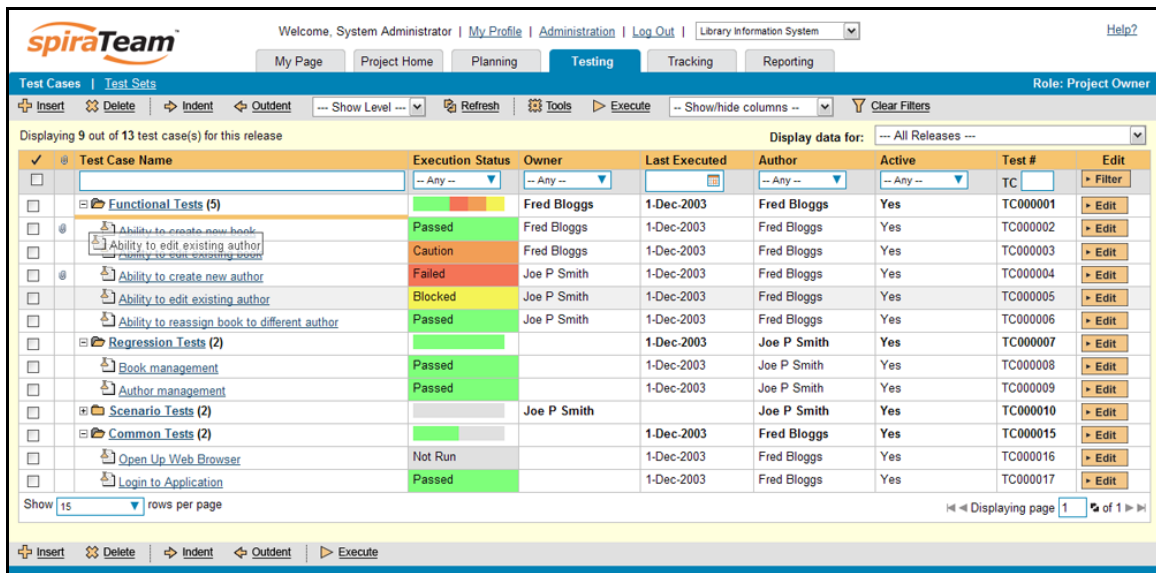 spiraTeam
Welcome, System Administrator | My Profile | Administration | Log Out | Library Information System
Help?
My Page Project Home Planning Testing Tracking Reporting
Test Cases | Test Sets Role: Project Owner
Insert Delete | Indent Outdent --- Show Level --- Refresh Tools Execute -- Show/hide columns -- Clear Filters
Displaying 9 out of 13 test case(s) for this release Display data for: --- All Releases ---
Test Case Name Execution Status Owner Last Executed Author Active Test # Edit
-- Any -- -- Any -- -- Any -- -- Any -- TC Filter
Functional Tests (5) Fred Bloggs 1-Dec-2003 Fred Bloggs Yes TC000001 Edit
Ability to create new book Passed Fred Bloggs 1-Dec-2003 Fred Bloggs Yes TC000002 Edit
Ability to edit existing author
Ability to edit existing book Caution Fred Bloggs 1-Dec-2003 Fred Bloggs Yes TC000003 Edit
Ability to create new author Failed Joe P Smith 1-Dec-2003 Fred Bloggs Yes TC000004 Edit
Ability to edit existing author Blocked Joe P Smith 1-Dec-2003 Fred Bloggs Yes TC000005 Edit
Ability to reassign book to different author Passed Joe P Smith 1-Dec-2003 Fred Bloggs Yes TC000006 Edit
Regression Tests (2) 1-Dec-2003 Joe P Smith Yes TC000007 Edit
Book management Passed 1-Dec-2003 Joe P Smith Yes TC000008 Edit
Author management Passed 1-Dec-2003 Joe P Smith Yes TC000009 Edit
Scenario Tests (2) Joe P Smith Joe P Smith Yes TC000010 Edit
Common Tests (2) 1-Dec-2003 Fred Bloggs Yes TC000015 Edit
Open Up Web Browser Not Run 1-Dec-2003 Fred Bloggs Yes TC000016 Edit
Login to Application Passed 1-Dec-2003 Fred Bloggs Yes TC000017 Edit
Show 15 rows per page Displaying page 1 of 1
Insert Delete | Indent Outdent | Execute